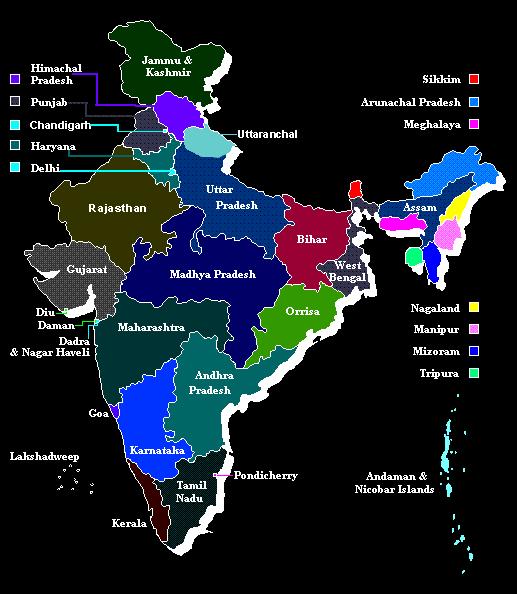 Jammu &
Kashmir
Himachal
Pradesh
Punjab
Chandigarh
Haryana
Delhi
Uttaranchal
Sikkim
Arunachal Pradesh
Meghalaya
Rajasthan
Uttar
Pradesh
Assam
Bihar
West
Bengal
Gujarat
Madhya Pradesh
Orrisa
Diu
Daman
Dadra
& Nagar Haveli
Maharashtra
Nagaland
Manipur
Mizoram
Tripura
Andhra
Pradesh
Goa
Karnataka
Lakshadweep
Tamil
Nadu
Pondicherry
Andaman &
Nicobar Islands
Kerala